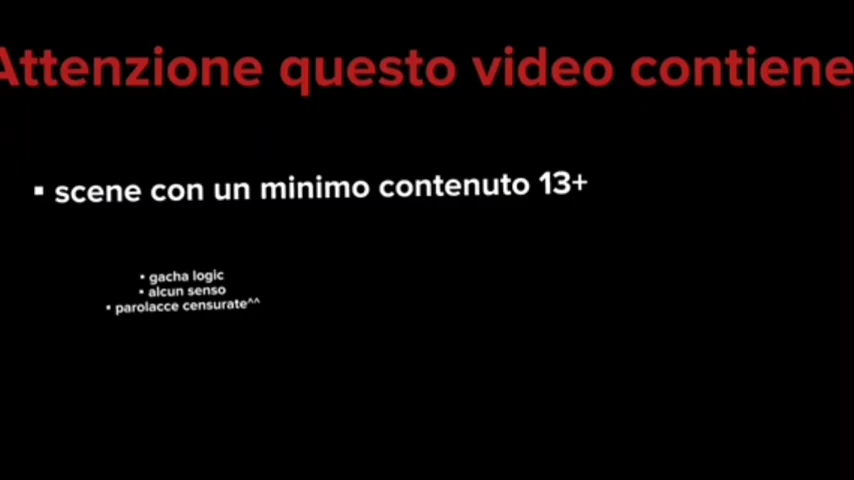 Attenzione questo video contiene
▪ scene con un minimo contenuto 13+
▪ gacha logic
▪ alcun senso
▪ parolacce censurate^^